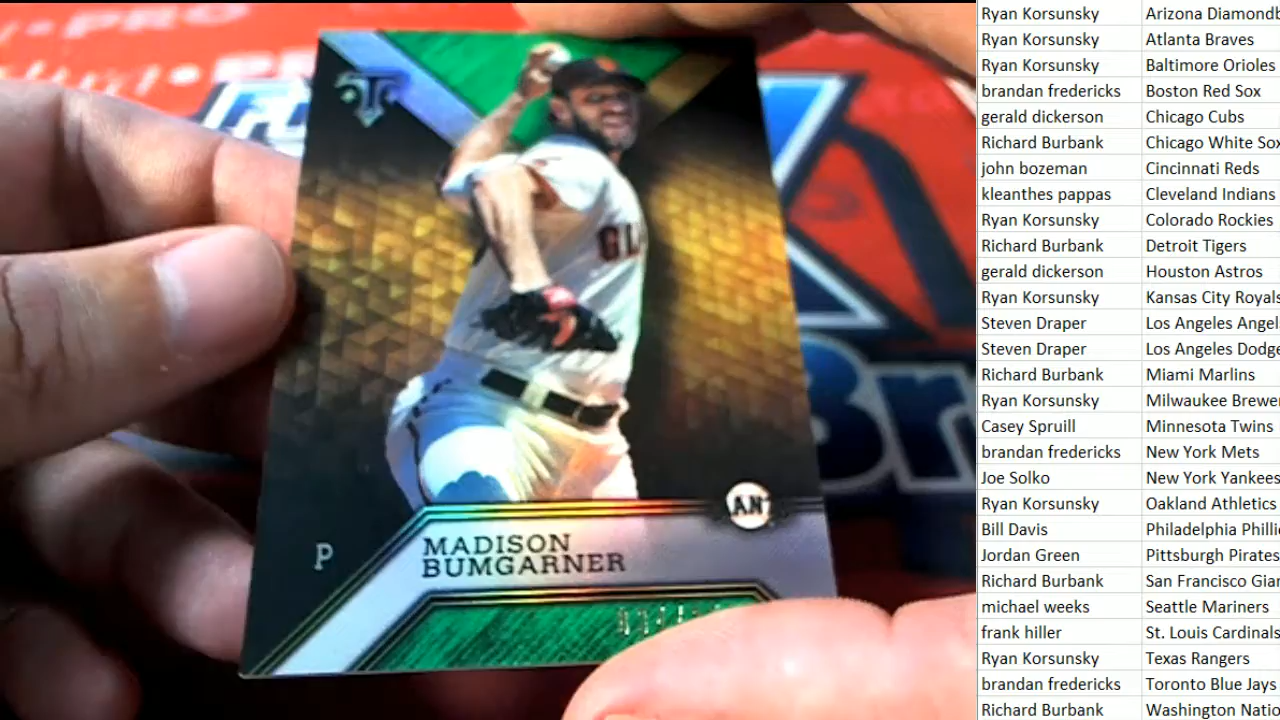 MADISON
BUMGARNER
P
Ryan Korsunsky Arizona
Ryan Korsunsky Atlanta Braves
Ryan Korsunsky Baltimore Orioles
brandan fredericks Boston Red Sox
gerald dickerson Chicago Cubs
Richard Burbank Chicago White Sox
john bozeman Cincinnati Reds
kleanthes pappas Cleveland Indians
Ryan Korsunsky Colorado Rockies
Richard Burbank Detroit Tigers
gerald dickerson Houston Astros
Ryan Korsunsky Kansas City Royals
Steven Draper Los Angeles Angel
Steven Draper Los Angeles Dodge
Richard Burbank Miami Marlins
Ryan Korsunsky Milwaukee Brewer
Casey Spruill Minnesota Twins
brandan fredericks New York Mets
Joe Solko New York Yankees
Ryan Korsunsky Oakland Athletics
Bill Davis Philadelphia Phillie
Jordan Green Pittsburgh Pirates
Richard Burbank San Francisco Gian
michael weeks Seattle Mariners
frank hiller St. Louis Cardinals
Ryan Korsunsky Texas Rangers
brandan fredericks Toronto Blue Jays
Richard Burbank Washington Natio